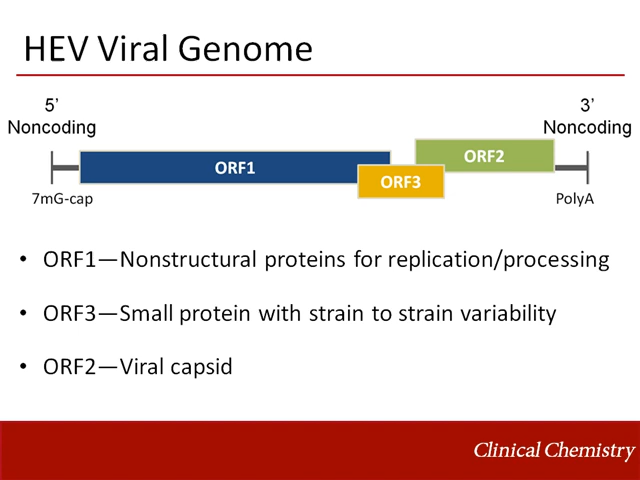 HEV Viral Genome
5’
Noncoding
3’
Noncoding
ORF1
ORF2
ORF3
7mG-cap
PolyA
• ORF1—Nonstructural proteins for replication/processing
• ORF3—Small protein with strain to strain variability
• ORF2—Viral capsid
Clinical Chemistry